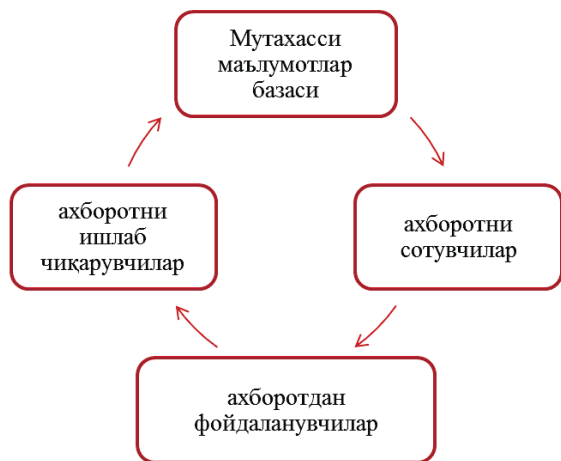 Мутахасси
маълумотлар
базаси
ахборотни
ишлаб
чиқарувчилар
ахборотни
сотувчилар
ахборотдан
фойдаланувчилар